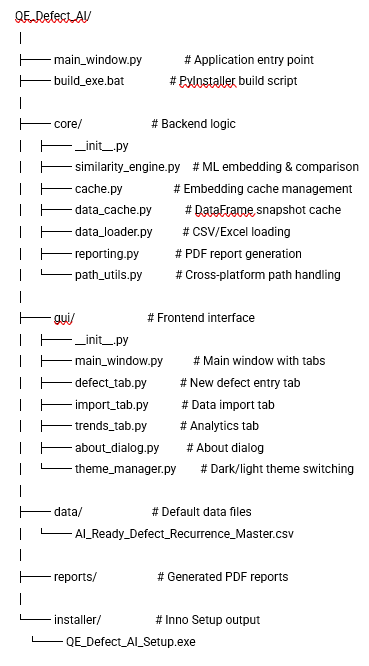 QE_Defect_AI/
│
├── main_window.py # Application entry point
├── build_exe.bat # PyInstaller build script
│
├── core/ # Backend logic
│ ├── __init__.py
│ ├── similarity_engine.py # ML embedding & comparison
│ ├── cache.py # Embedding cache management
│ ├── data_cache.py # DataFrame snapshot cache
│ ├── data_loader.py # CSV/Excel loading
│ ├── reporting.py # PDF report generation
│ └── path_utils.py # Cross-platform path handling
│
├── gui/ # Frontend interface
│ ├── __init__.py
│ ├── main_window.py # Main window with tabs
│ ├── defect_tab.py # New defect entry tab
│ ├── import_tab.py # Data import tab
│ ├── trends_tab.py # Analytics tab
│ ├── about_dialog.py # About dialog
│ └── theme_manager.py # Dark/light theme switching
│
├── data/ # Default data files
│ └── AI_Ready_Defect_Recurrence_Master.csv
│
├── reports/ # Generated PDF reports
│
└── installer/ # Inno Setup output
└── QE_Defect_AI_Setup.exe